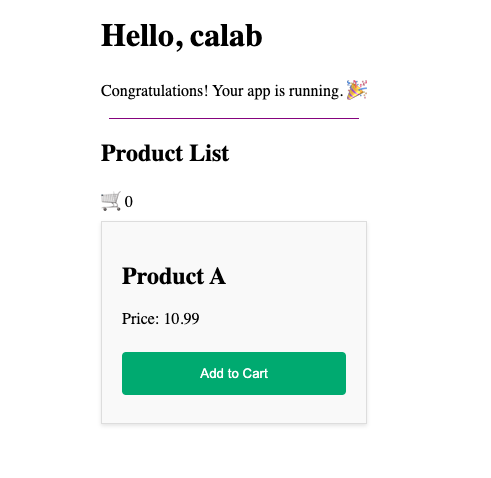 Hello, calab
Congratulations! Your app is running. 🎉
Product List
🛒 0
Product A
Price: 10.99
Add to Cart